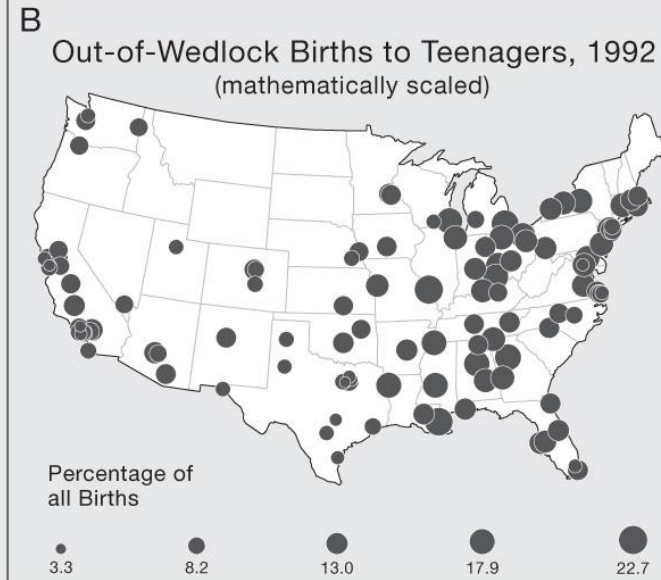 B
Out-of-Wedlock Births to Teenagers, 1992
(mathematically scaled)
Percentage of
all Births
3.3 8.2 13.0 17.9 22.7